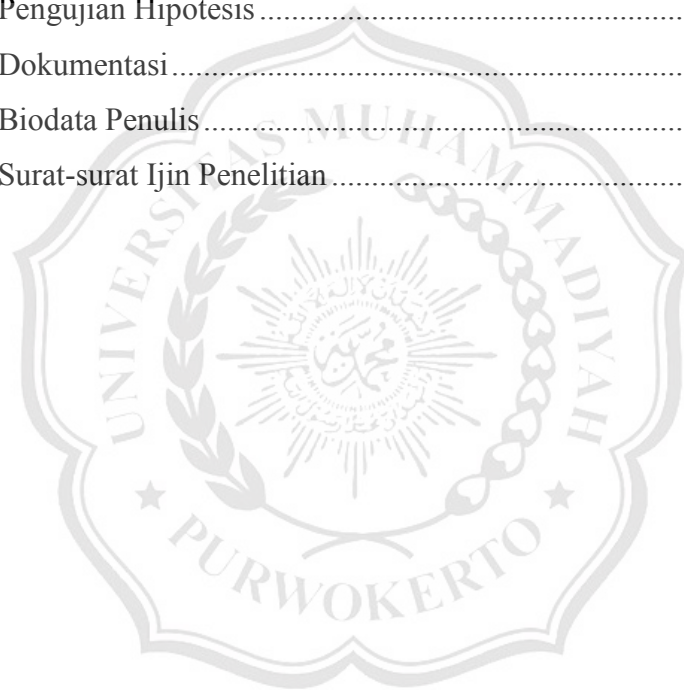 Pengujian Hipotesis ........................................................
Dokumentasi ...................................................................
Biodata Penulis ...............................................................
Surat-surat Ijin Penelitian ...............................................
UNIVERSITAS MUHAMMADIYAH
PURWOKERTO